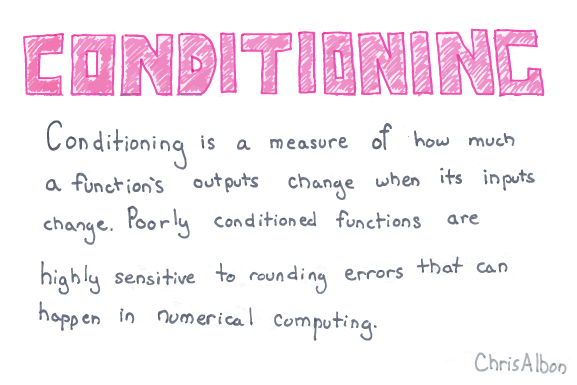 CONDITIONING
Conditioning is a measure of how much
a function's outputs change when its inputs
change. Poorly conditioned functions are
highly sensitive to rounding errors that can
happen in numerical computing.
ChrisAlbon